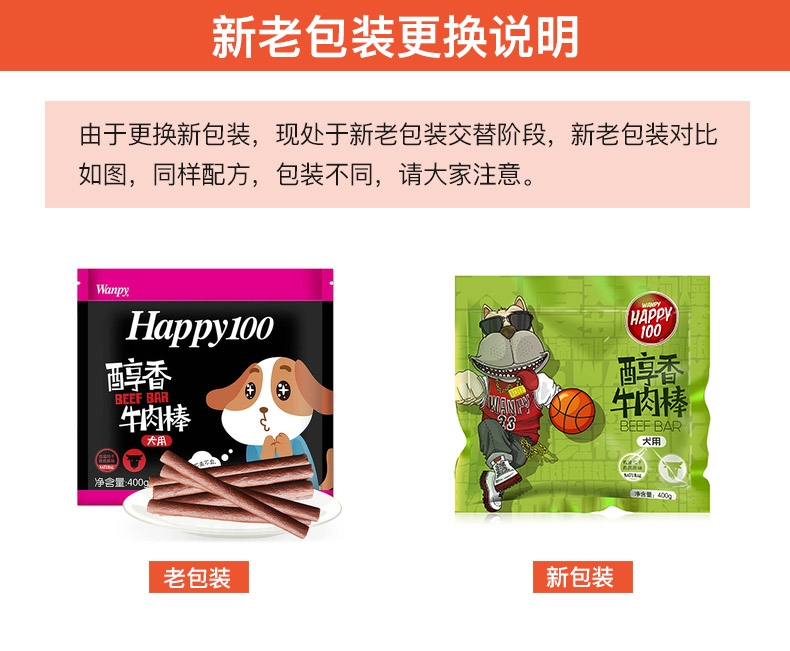 新老包装更换说明
由于更换新包装，现处于新老包装交替阶段，新老包装对比
如图，同样配方，包装不同，请大家注意。
Wanpy
Happy100
醇香
BEEF BAR
牛肉棒
犬用
NATURAL
净含量:400g
老包装
WANPY
HAPPY
100
醇香
牛肉棒
BEEF BAR
犬用
NATURAL
净含量: 400g
WANPY
23
新包装